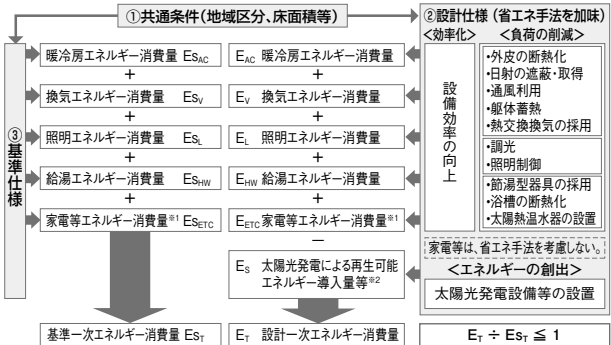 ①共通条件(地域区分、床面積等)
②設計仕様(省エネ手法を加味)
<効率化> <負荷の削減>
③基準仕様
暖冷房エネルギー消費量 EsAC
+
換気エネルギー消費量 EsV
+
照明エネルギー消費量 EsL
+
給湯エネルギー消費量 EsHW
+
家電等エネルギー消費量※1 EsETC
基準一次エネルギー消費量 EsT
EAC 暖冷房エネルギー消費量
+
EV 換気エネルギー消費量
+
EL 照明エネルギー消費量
+
EHW 給湯エネルギー消費量
+
EETC 家電等エネルギー消費量※1
−
ES 太陽光発電による再生可能
エネルギー導入量等※2
ET 設計一次エネルギー消費量
設備効率の向上
・外皮の断熱化
・日射の遮蔽・取得
・通風利用
・躯体蓄熱
・熱交換換気の採用
・調光
・照明制御
・節湯型器具の採用
・浴槽の断熱化
・太陽熱温水器の設置
家電等は、省エネ手法を考慮しない。
<エネルギーの創出>
太陽光発電設備等の設置
ET ÷ EsT ≦ 1